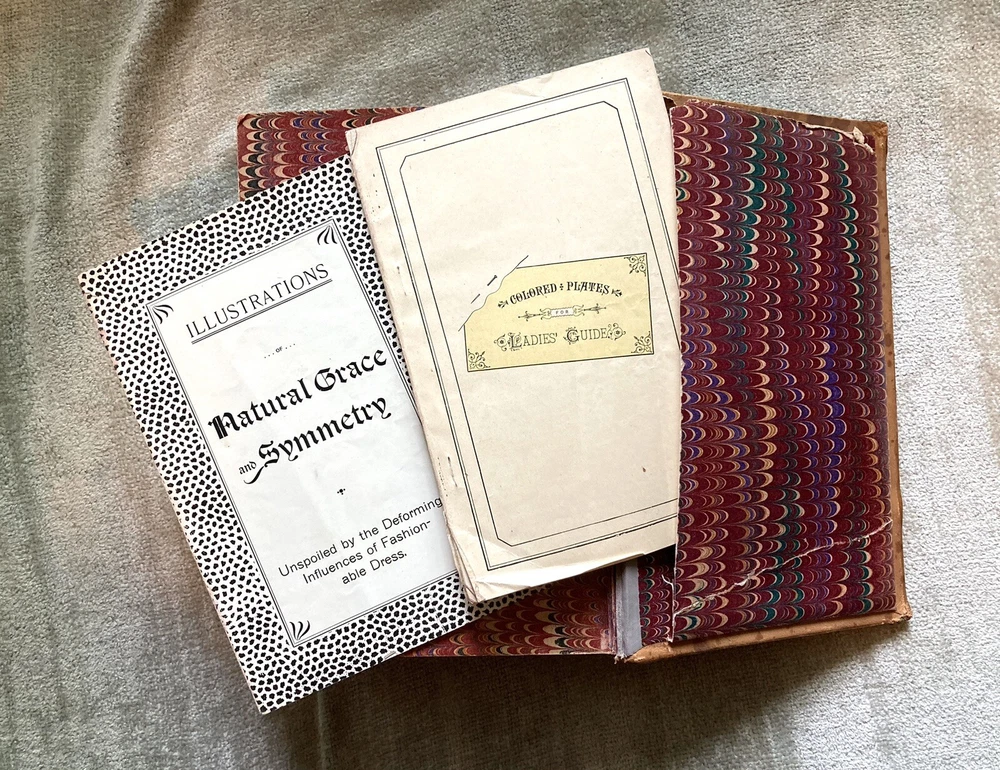 ILLUSTRATIONS
...OF...
Natural Grace
and Symmetry
Unspoiled by the Deforming
Influences of Fashion-
able Dress.
COLORED PLATES
FOR
LADIES' GUIDE